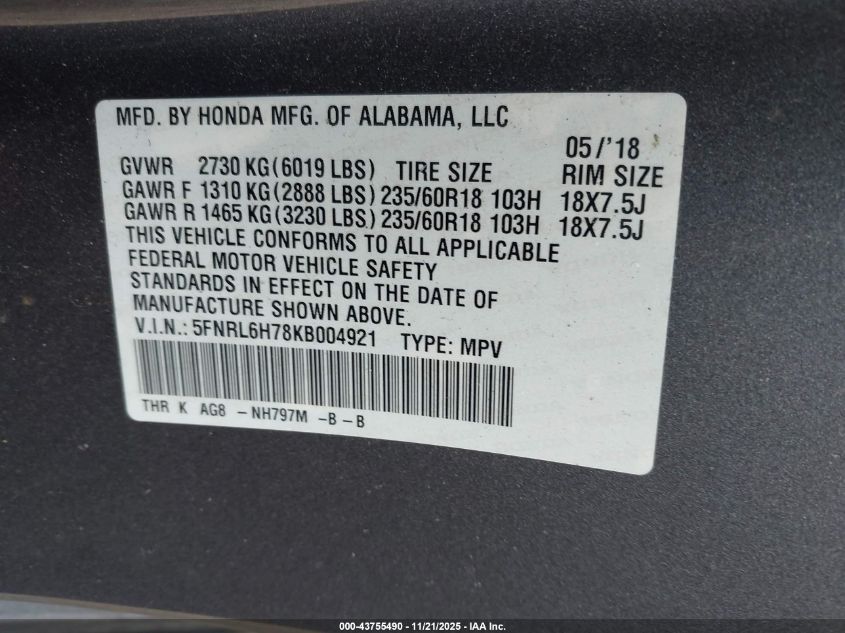 MFD. BY HONDA MFG. OF ALABAMA, LLC
05/'18
GVWR 2730 KG (6019 LBS) TIRE SIZE RIM SIZE
GAWR F 1310 KG (2888 LBS) 235/60R18 103H 18X7.5J
GAWR R 1465 KG (3230 LBS) 235/60R18 103H 18X7.5J
THIS VEHICLE CONFORMS TO ALL APPLICABLE
FEDERAL MOTOR VEHICLE SAFETY
STANDARDS IN EFFECT ON THE DATE OF
MANUFACTURE SHOWN ABOVE.
V.I.N.: 5FNRL6H78KB004921 TYPE: MPV
THR K AG8 -NH797M -B-B
000-43755490 - 11/21/2025 - IAA Inc.